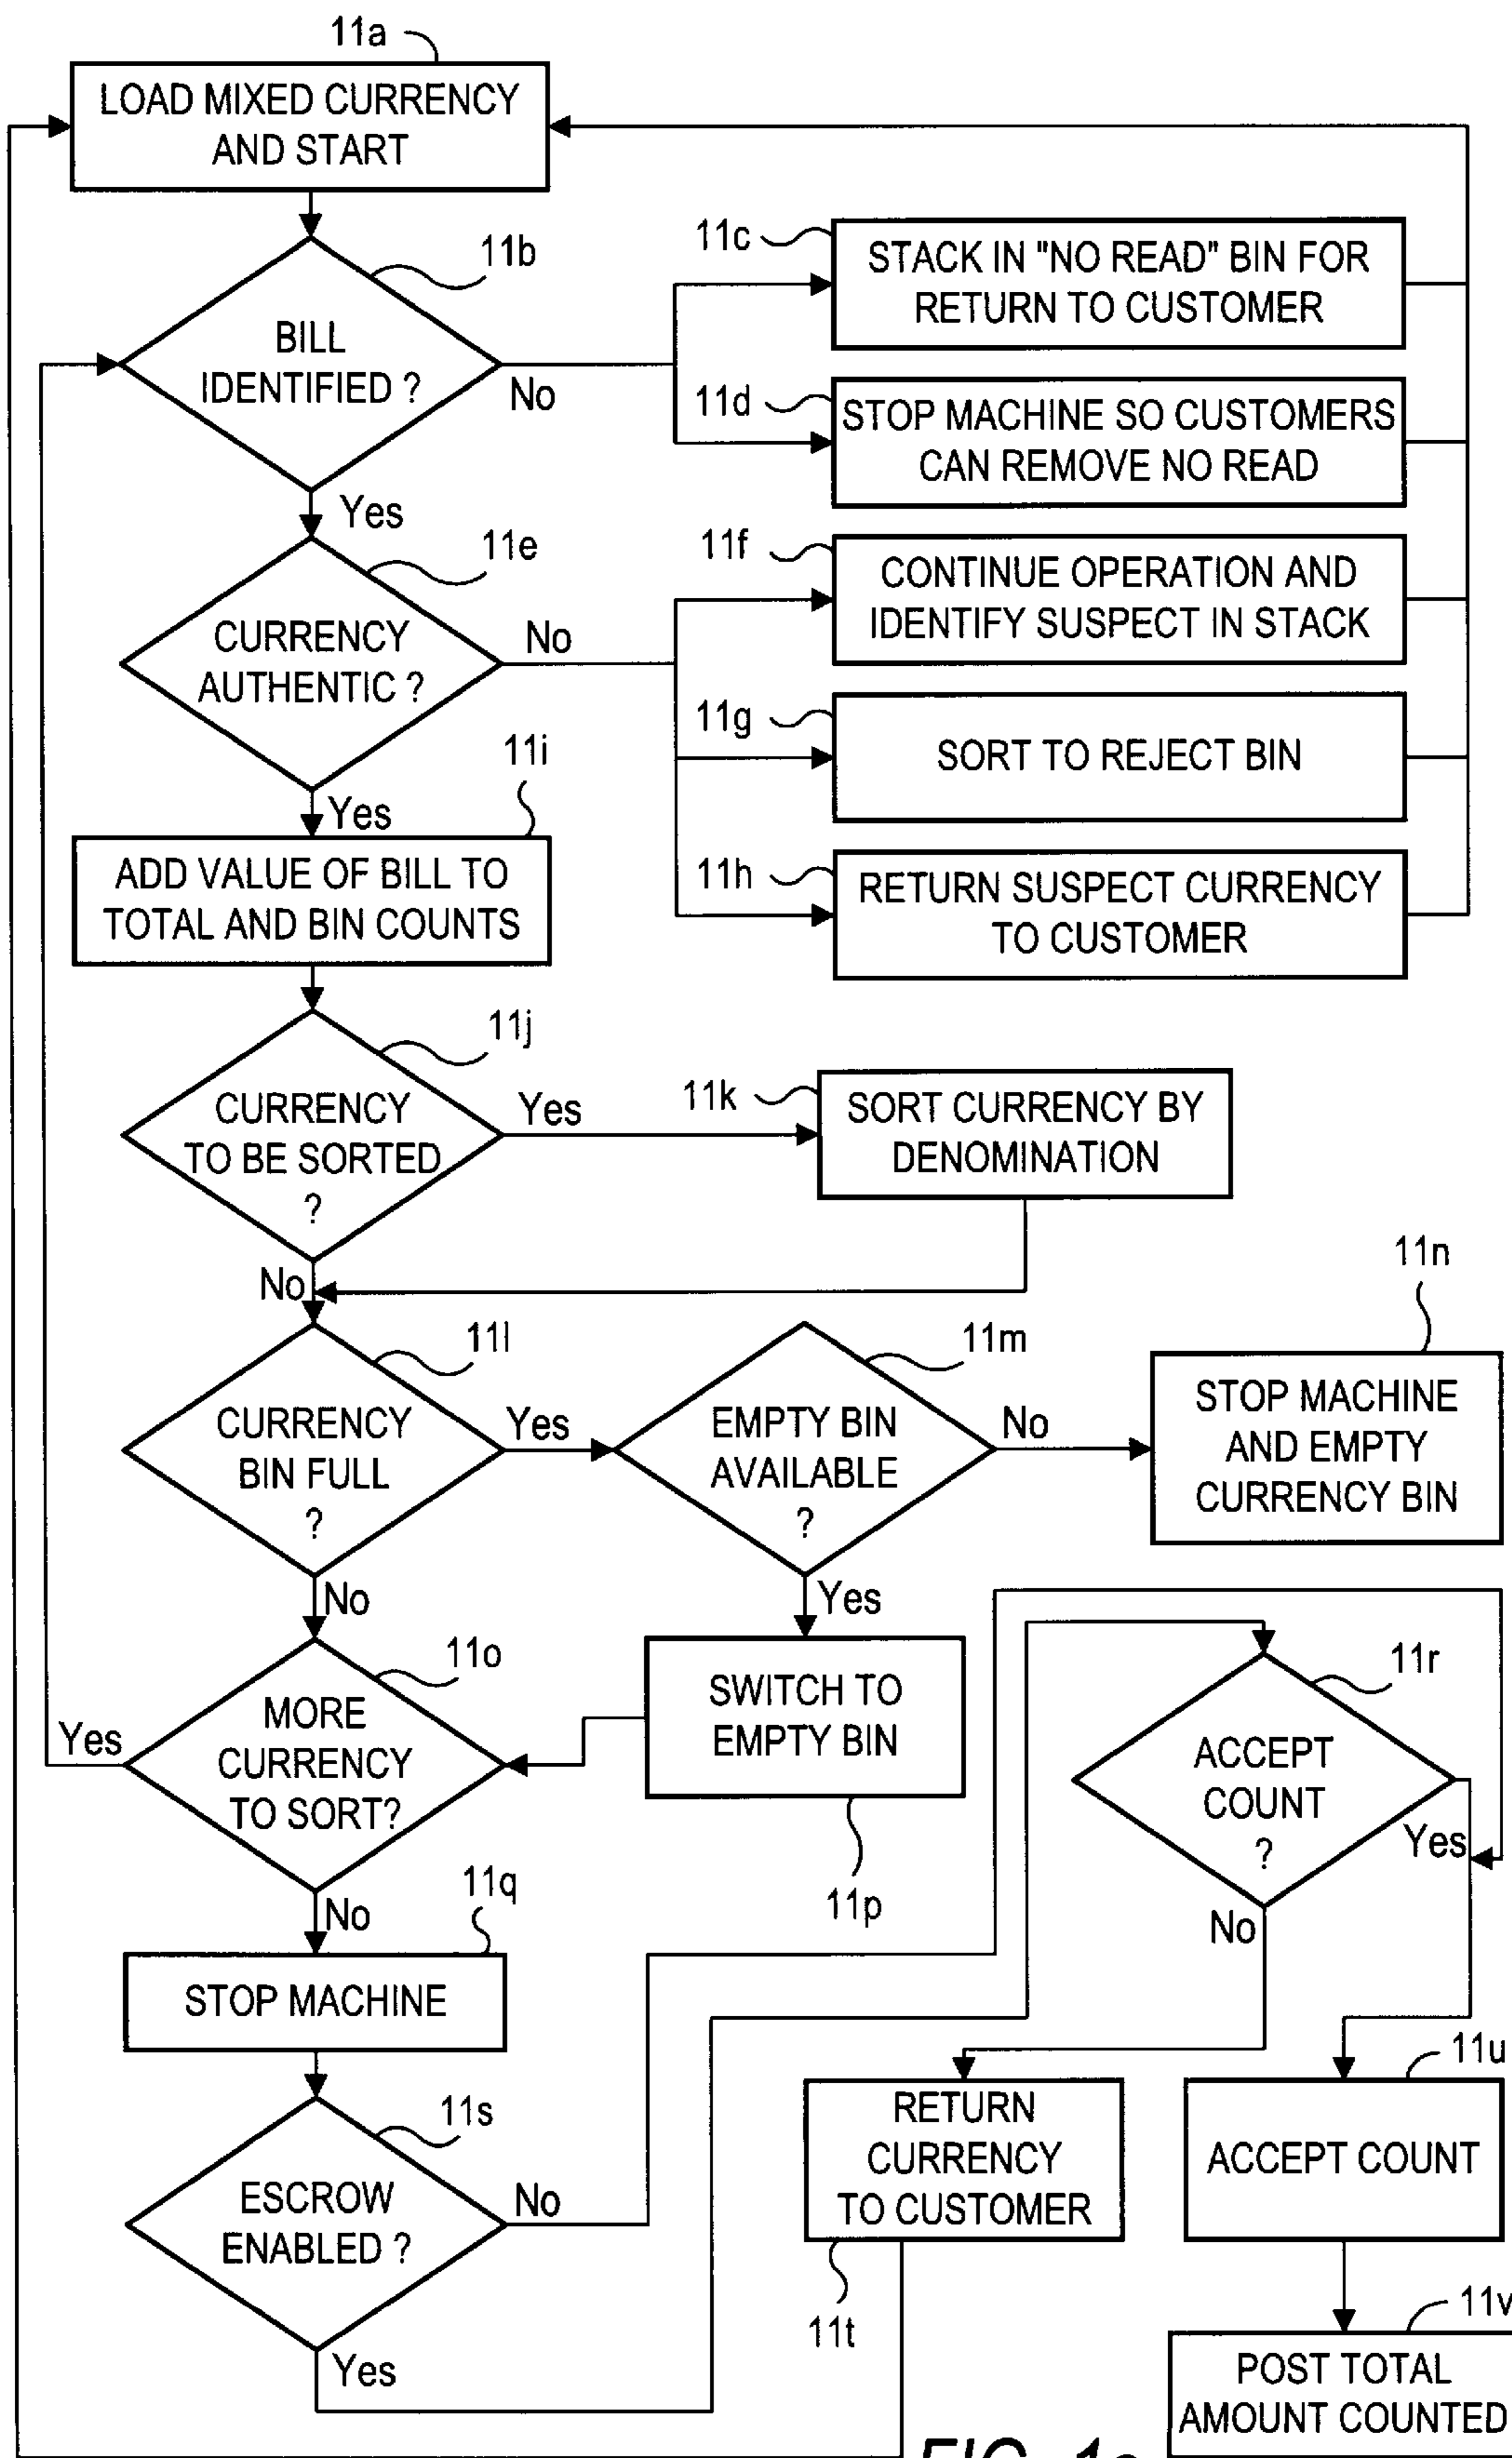 11a
LOAD MIXED CURRENCY
AND START
11b
BILL
IDENTIFIED ?
No
Yes
11c
STACK IN "NO READ" BIN FOR
RETURN TO CUSTOMER
11d
STOP MACHINE SO CUSTOMERS
CAN REMOVE NO READ
11e
CURRENCY
AUTHENTIC ?
No
Yes
11f
CONTINUE OPERATION AND
IDENTIFY SUSPECT IN STACK
11g
SORT TO REJECT BIN
11h
RETURN SUSPECT CURRENCY
TO CUSTOMER
11i
ADD VALUE OF BILL TO
TOTAL AND BIN COUNTS
11j
CURRENCY
TO BE SORTED
?
Yes
No
11k
SORT CURRENCY BY
DENOMINATION
11l
CURRENCY
BIN FULL
?
Yes
No
11m
EMPTY BIN
AVAILABLE
?
No
Yes
11n
STOP MACHINE
AND EMPTY
CURRENCY BIN
11o
MORE
CURRENCY
TO SORT?
Yes
No
SWITCH TO
EMPTY BIN
11p
11r
ACCEPT
COUNT
?
Yes
No
11q
STOP MACHINE
11s
ESCROW
ENABLED ?
No
Yes
RETURN
CURRENCY
TO CUSTOMER
11t
11u
ACCEPT COUNT
11v
POST TOTAL
AMOUNT COUNTED
FIG.